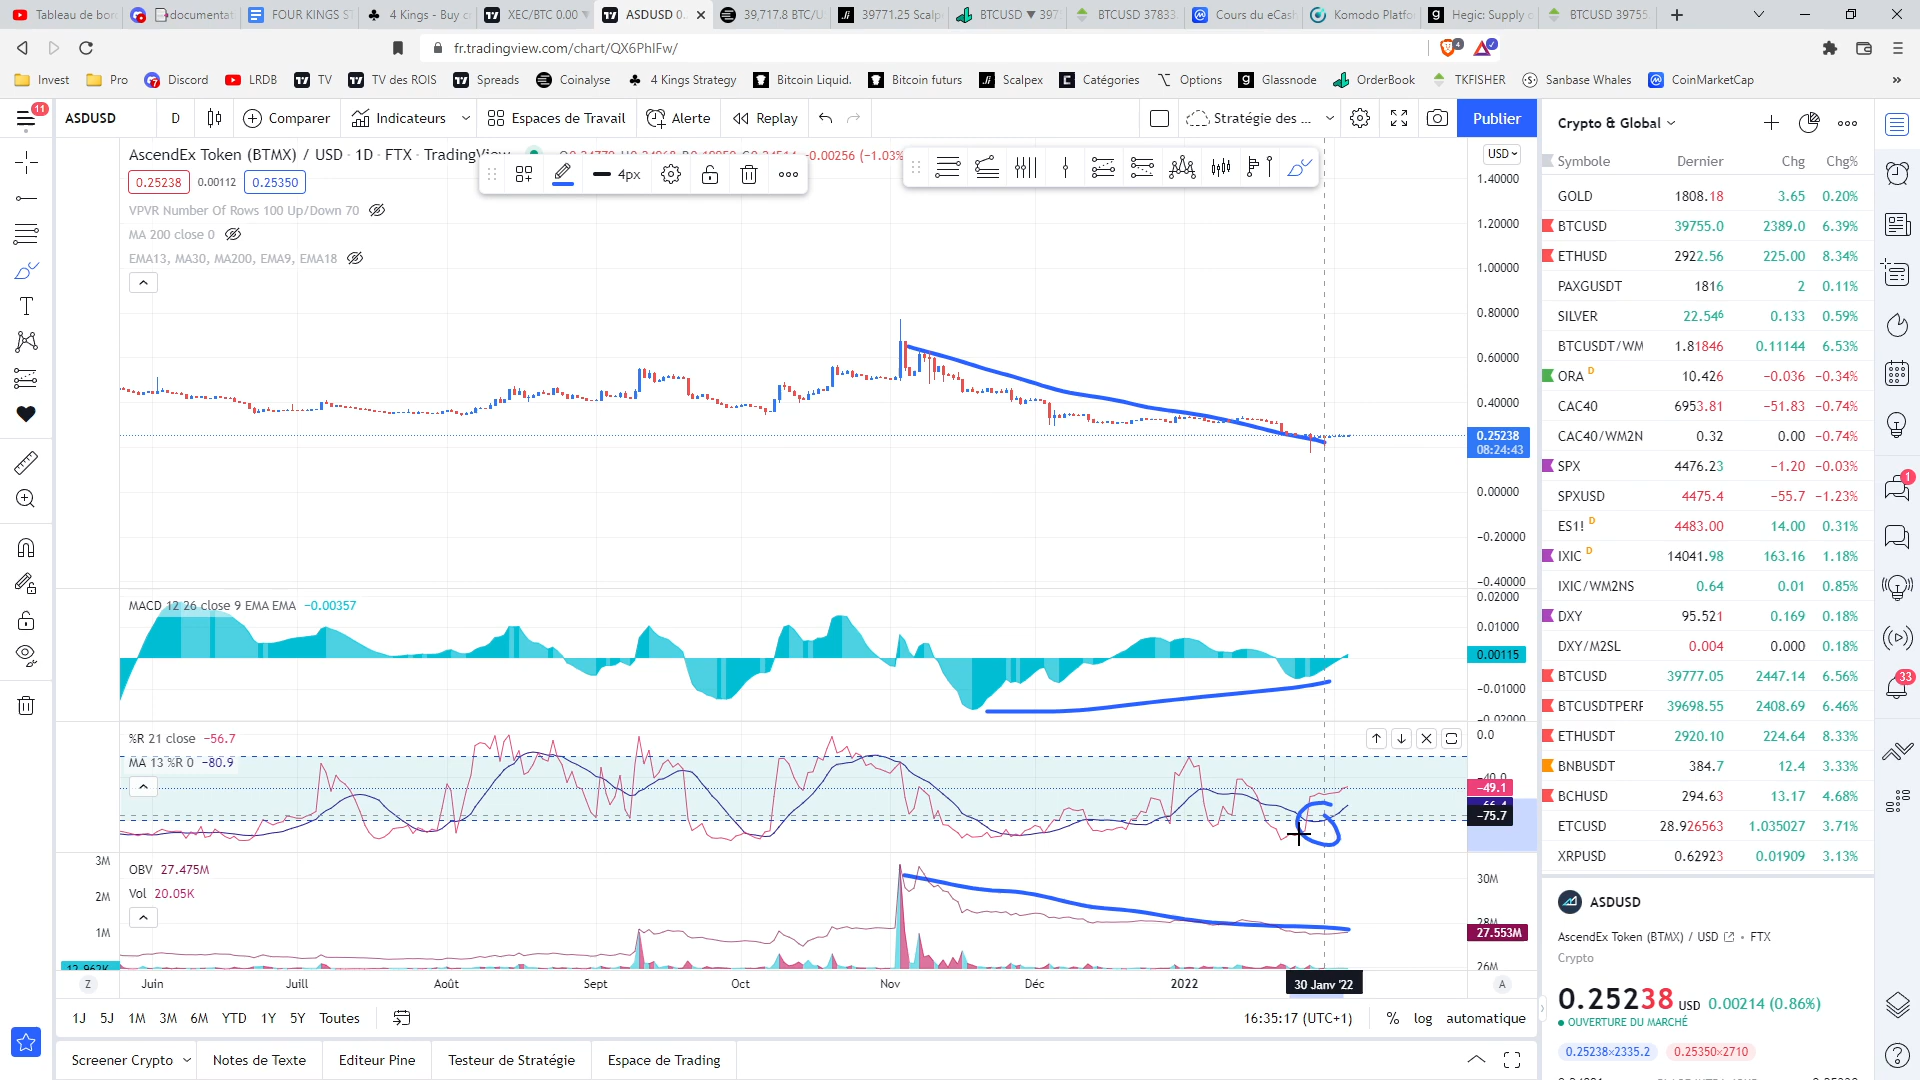 Tableau de bor
documentat
FOUR KINGS ST
4 Kings - Buy c
XEC/BTC 0.00
ASDUSD 0.
39,717.8 BTC/U
39771.25 Scalp
BTCUSD ▼ 397
BTCUSD 37833
Cours du eCash
Komodo Platfo
Hegic: Supply o
BTCUSD 39755
fr.tradingview.com/chart/QX6PhlFw/
Invest
Pro
Discord
LRDB
TV
TV des ROIS
Spreads
Coinalyse
4 Kings Strategy
Bitcoin Liquid.
Bitcoin futurs
Scalpex
Catégories
Options
Glassnode
OrderBook
TKFISHER
Sanbase Whales
CoinMarketCap
11
ASDUSD
D
Comparer
Indicateurs
Espaces de Travail
Alerte
Replay
Stratégie des ...
Publier
AscendEx Token (BTMX) / USD · 1D · FTX · TradingView
−0.00256 (−1.03%
0.25238
0.00112
0.25350
4px
VPVR Number Of Rows 100 Up/Down 70
MA 200 close 0
EMA13, MA30, MA200, EMA9, EMA18
USD
1.40000
1.20000
1.00000
0.80000
0.60000
0.40000
0.25238
08:24:43
0.00000
−0.20000
−0.40000
MACD 12 26 close 9 EMA EMA −0.00357
0.02000
0.01000
0.00115
−0.01000
−0.02000
%R 21 close −56.7
MA 13 %R 0 −80.9
0.0
−40.0
−49.1
−66.4
−75.7
OBV 27.475M
Vol 20.05K
3M
2M
1M
12.962K
30M
28M
27.553M
26M
Z
Juin
Juill
Août
Sept
Oct
Nov
Déc
2022
30 Janv '22
A
1J
5J
1M
3M
6M
YTD
1Y
5Y
Toutes
16:35:17 (UTC+1)
%
log
automatique
Screener Crypto
Notes de Texte
Editeur Pine
Testeur de Stratégie
Espace de Trading
Crypto & Global
Symbole Dernier Chg Chg%
GOLD 1808.18 3.65 0.20%
BTCUSD 39755.0 2389.0 6.39%
ETHUSD 2922.56 225.00 8.34%
PAXGUSDT 1816 2 0.11%
SILVER 22.546 0.133 0.59%
BTCUSDT/WM 1.81846 0.11144 6.53%
ORA D 10.426 −0.036 −0.34%
CAC40 6953.81 −51.83 −0.74%
CAC40/WM2N 0.32 0.00 −0.74%
SPX 4476.23 −1.20 −0.03%
SPXUSD 4475.4 −55.7 −1.23%
ES1! D 4483.00 14.00 0.31%
IXIC D 14041.98 163.16 1.18%
IXIC/WM2NS 0.64 0.01 0.85%
DXY 95.521 0.169 0.18%
DXY/M2SL 0.004 0.000 0.18%
BTCUSD 39777.05 2447.14 6.56%
BTCUSDTPERF 39698.55 2408.69 6.46%
ETHUSDT 2920.10 224.64 8.33%
BNBUSDT 384.7 12.4 3.33%
BCHUSD 294.63 13.17 4.68%
ETCUSD 28.926563 1.035027 3.71%
XRPUSD 0.62923 0.01909 3.13%
ASDUSD
AscendEx Token (BTMX) / USD • FTX
Crypto
0.25238 USD 0.00214 (0.86%)
OUVERTURE DU MARCHÉ
0.25238×2335.2
0.25350×2710
1
33